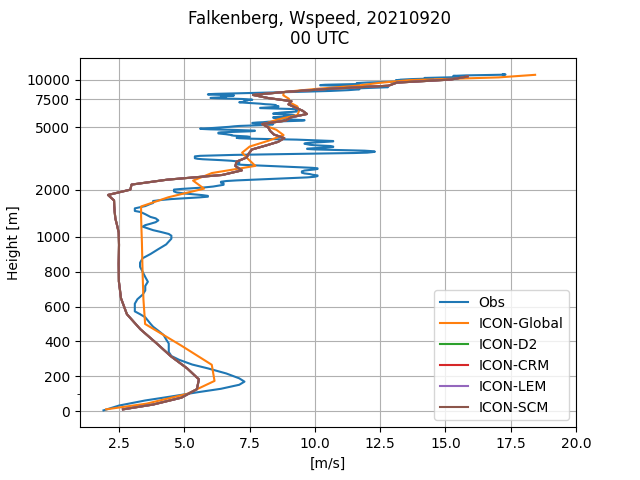 Falkenberg, Wspeed, 20210920
00 UTC
10000
7500
5000
2000
1000
800
600
400
200
0
Height [m]
Obs
ICON-Global
ICON-D2
ICON-CRM
ICON-LEM
ICON-SCM
2.5 5.0 7.5 10.0 12.5 15.0 17.5 20.0
[m/s]